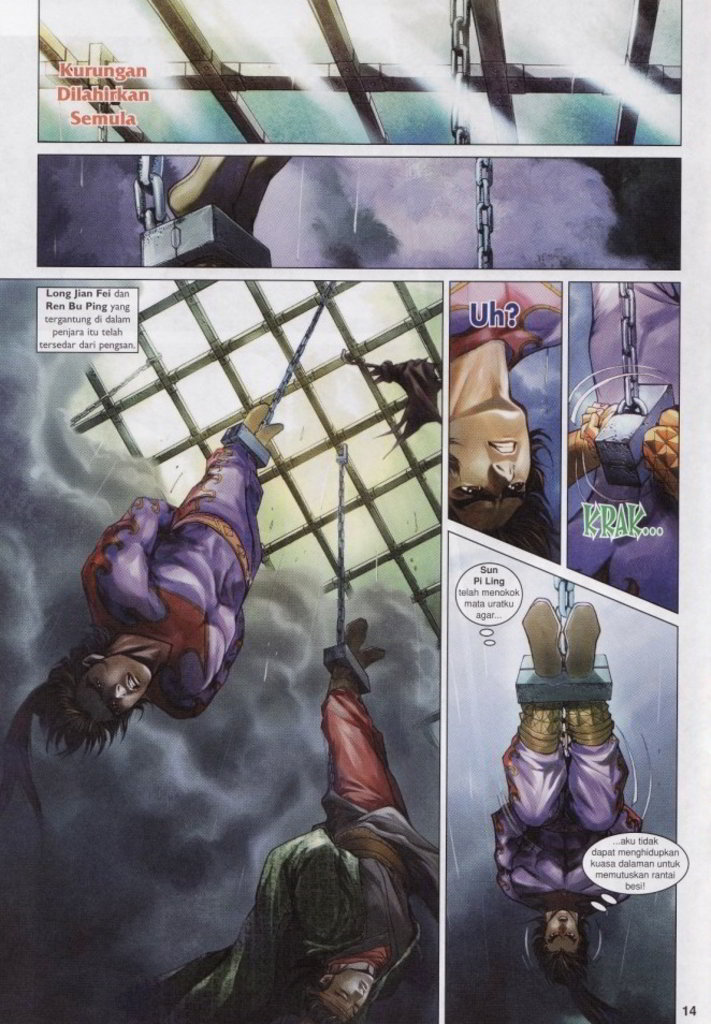 Kurungan
Dilahirkan
Semula
Long Jian Fei dan
Ren Bu Ping yang
tergantung di dalam
penjara itu telah
tersedar dari pengsan.
Uh?
KRAK...
Sun
Pi Ling
telah menokok
mata uratku
agar...
...aku tidak
dapat menghidupkan
kuasa dalaman untuk
memutuskan rantai
besi!
14